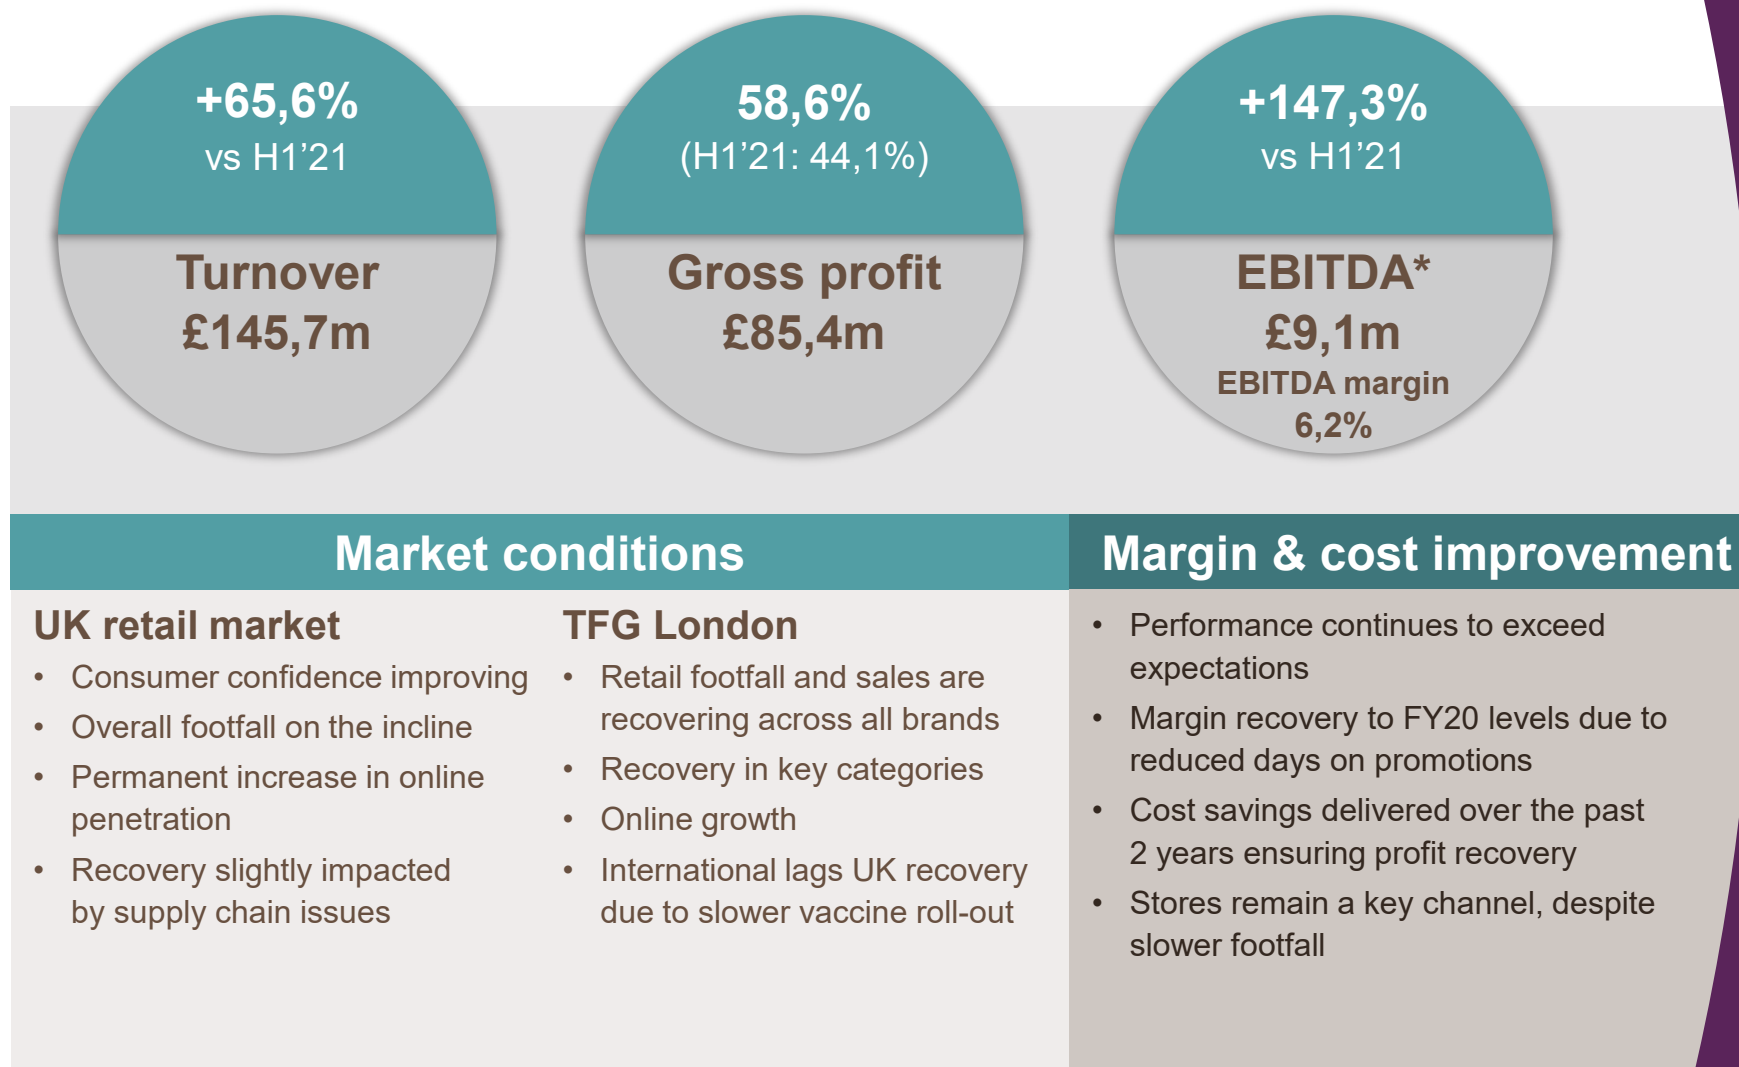 +65,6%
vs H1’21
Turnover
£145,7m
58,6%
(H1’21: 44,1%)
Gross profit
£85,4m
+147,3%
vs H1’21
EBITDA*
£9,1m
EBITDA margin
6,2%
Market conditions
UK retail market
• Consumer confidence improving
• Overall footfall on the incline
• Permanent increase in online
penetration
• Recovery slightly impacted
by supply chain issues
TFG London
• Retail footfall and sales are
recovering across all brands
• Recovery in key categories
• Online growth
• International lags UK recovery
due to slower vaccine roll-out
Margin & cost improvement
• Performance continues to exceed
expectations
• Margin recovery to FY20 levels due to
reduced days on promotions
• Cost savings delivered over the past
2 years ensuring profit recovery
• Stores remain a key channel, despite
slower footfall